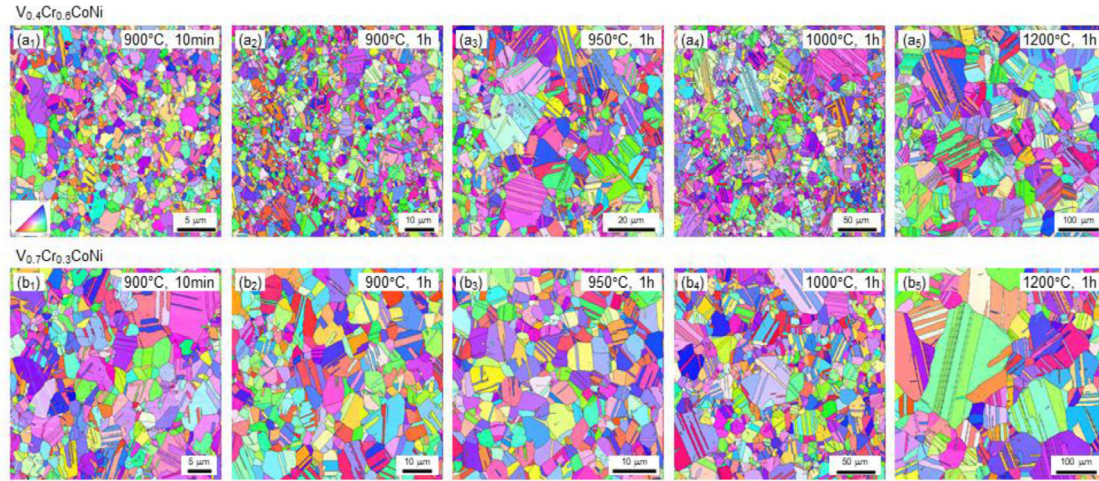 V0.4Cr0.6CoNi
(a1) 900°C, 10min
(a2) 900°C, 1h
(a3) 950°C, 1h
(a4) 1000°C, 1h
(a5) 1200°C, 1h
5 μm
10 μm
20 μm
50 μm
100 μm
V0.7Cr0.3CoNi
(b1) 900°C, 10min
(b2) 900°C, 1h
(b3) 950°C, 1h
(b4) 1000°C, 1h
(b5) 1200°C, 1h
5 μm
10 μm
10 μm
50 μm
100 μm